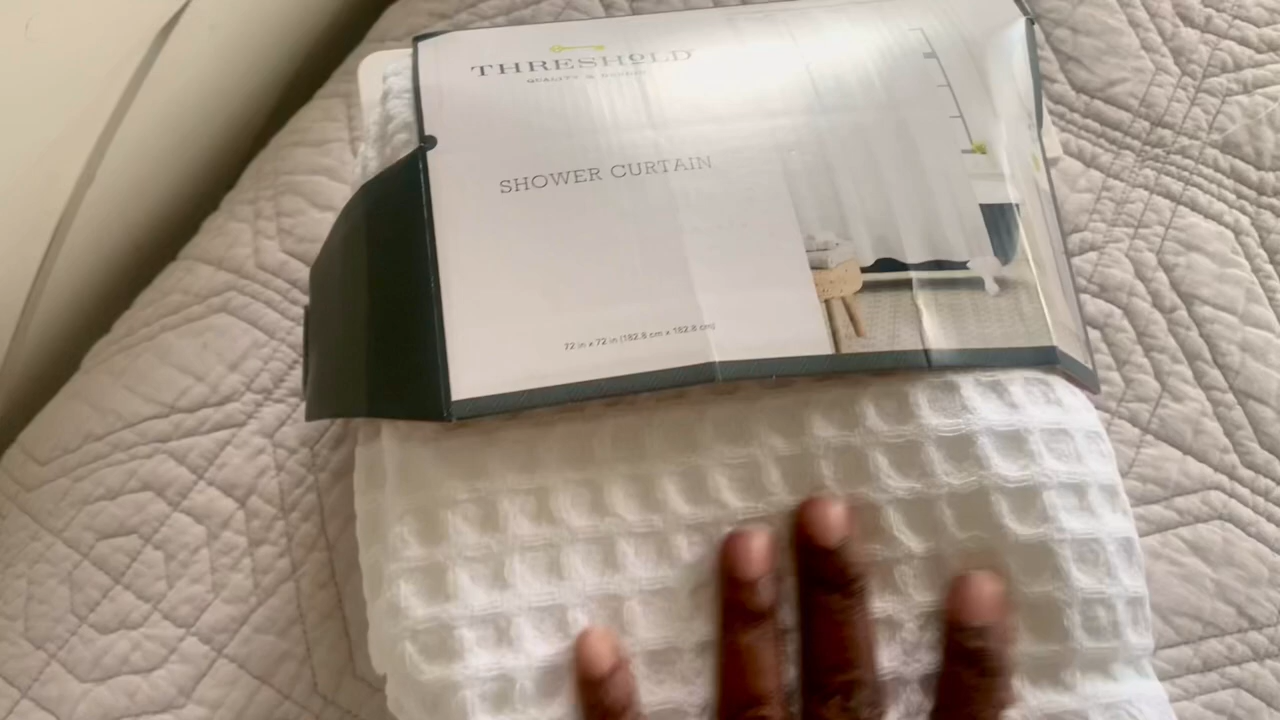 THRESHOLD
QUALITY & DESIGN
SHOWER CURTAIN
72 in x 72 in (182.8 cm x 182.8 cm)